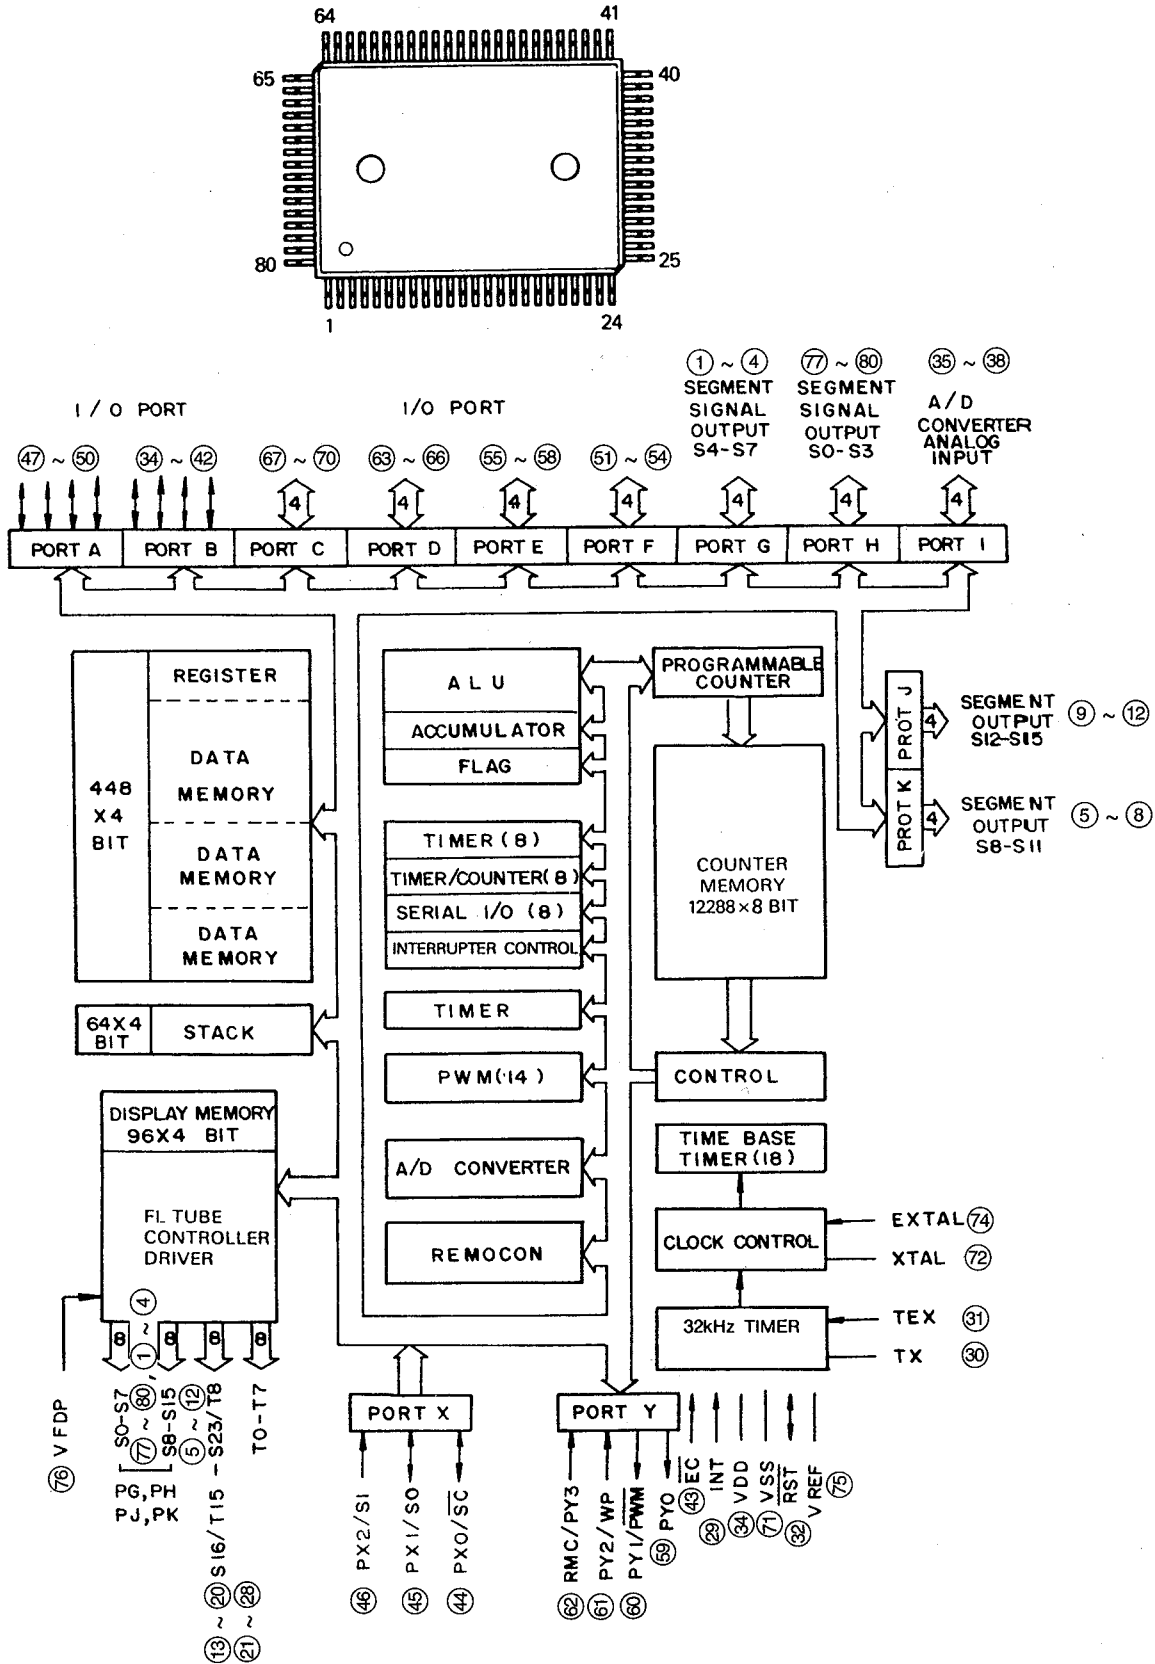 64
41
65
40
80
25
1
24
I/O PORT
I/O PORT
① ~ ④
SEGMENT
SIGNAL
OUTPUT
S4-S7
77 ~ 80
SEGMENT
SIGNAL
OUTPUT
S0-S3
35 ~ 38
A/D
CONVERTER
ANALOG
INPUT
47 ~ 50
34 ~ 42
67 ~ 70
63 ~ 66
55 ~ 58
51 ~ 54
4
4
4
4
4
4
4
PORT A
PORT B
PORT C
PORT D
PORT E
PORT F
PORT G
PORT H
PORT I
448
X4
BIT
REGISTER
DATA
MEMORY
DATA
MEMORY
DATA
MEMORY
64X4
BIT
STACK
ALU
ACCUMULATOR
FLAG
TIMER (8)
TIMER/COUNTER(8)
SERIAL I/O (8)
INTERRUPTER CONTROL
TIMER
PWM(14)
A/D CONVERTER
REMOCON
PROGRAMMABLE
COUNTER
COUNTER
MEMORY
12288×8 BIT
CONTROL
TIME BASE
TIMER(18)
CLOCK CONTROL
32kHz TIMER
PROT J
4
SEGMENT
OUTPUT
S12-S15
⑨ ~ ⑫
PROT K
4
SEGMENT
OUTPUT
S8-S11
⑤ ~ ⑧
EXTAL 74
XTAL 72
TEX 31
TX 30
DISPLAY MEMORY
96X4 BIT
FL TUBE
CONTROLLER
DRIVER
8
8
8
8
76 VFDP
S0-S7
77 ~ 80, ① ~ ④
S8-S15
⑤ ~ ⑫
PG,PH
PJ,PK
13 ~ 20 S16/T15 - S23/T8
21 ~ 28
T0-T7
PORT X
46 PX2/SI
45 PX1/SO
44 PX0/S̅C̅
PORT Y
62 RMC/PY3
61 PY2/WP
60 PY1/P̅W̅M̅
59 PY0
43 E̅C̅
29 INT
34 VDD
71 VSS
32 R̅S̅T̅
75 VREF